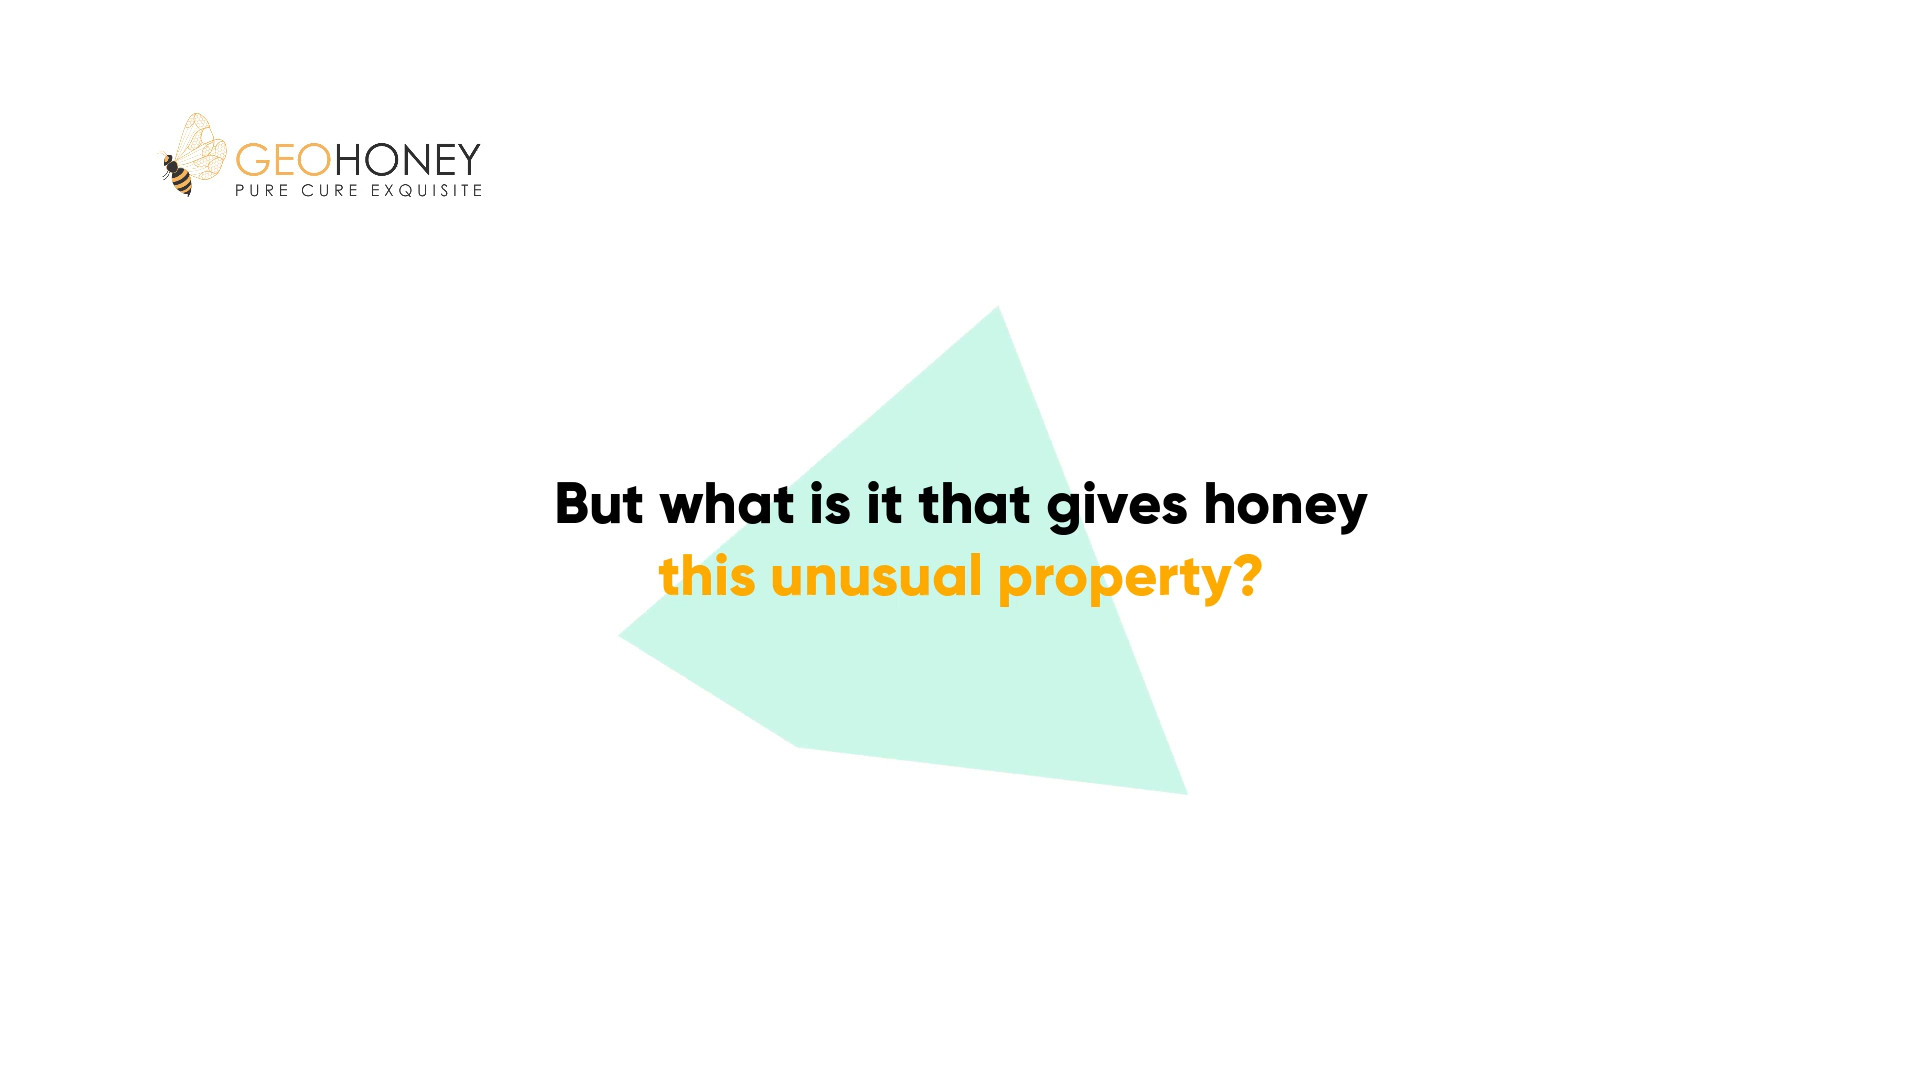 GEOHONEY
PURE CURE EXQUISITE
But what is it that gives honey
this unusual property?